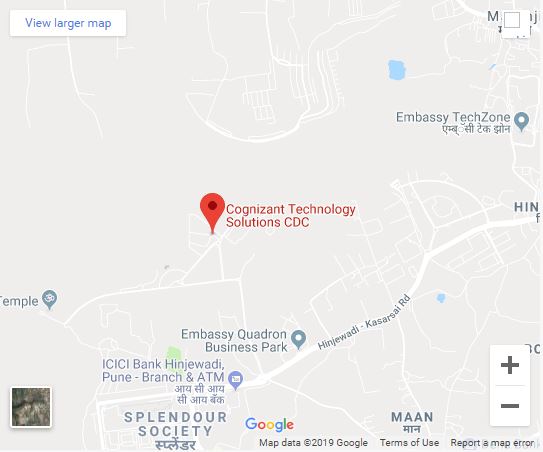 View larger map
Embassy TechZone
एम्बॅसी टेक झोन
HIN
Cognizant Technology
Solutions CDC
Temple
Hinjewadi - Kasarsai Rd
Embassy Quadron
Business Park
ICICI Bank Hinjewadi,
Pune - Branch & ATM
आय सी आय
सी आय बँक
SPLENDOUR
SOCIETY
स्प्लेंडर
MAAN
मान
Google
Map data ©2019 Google
Terms of Use
Report a map error